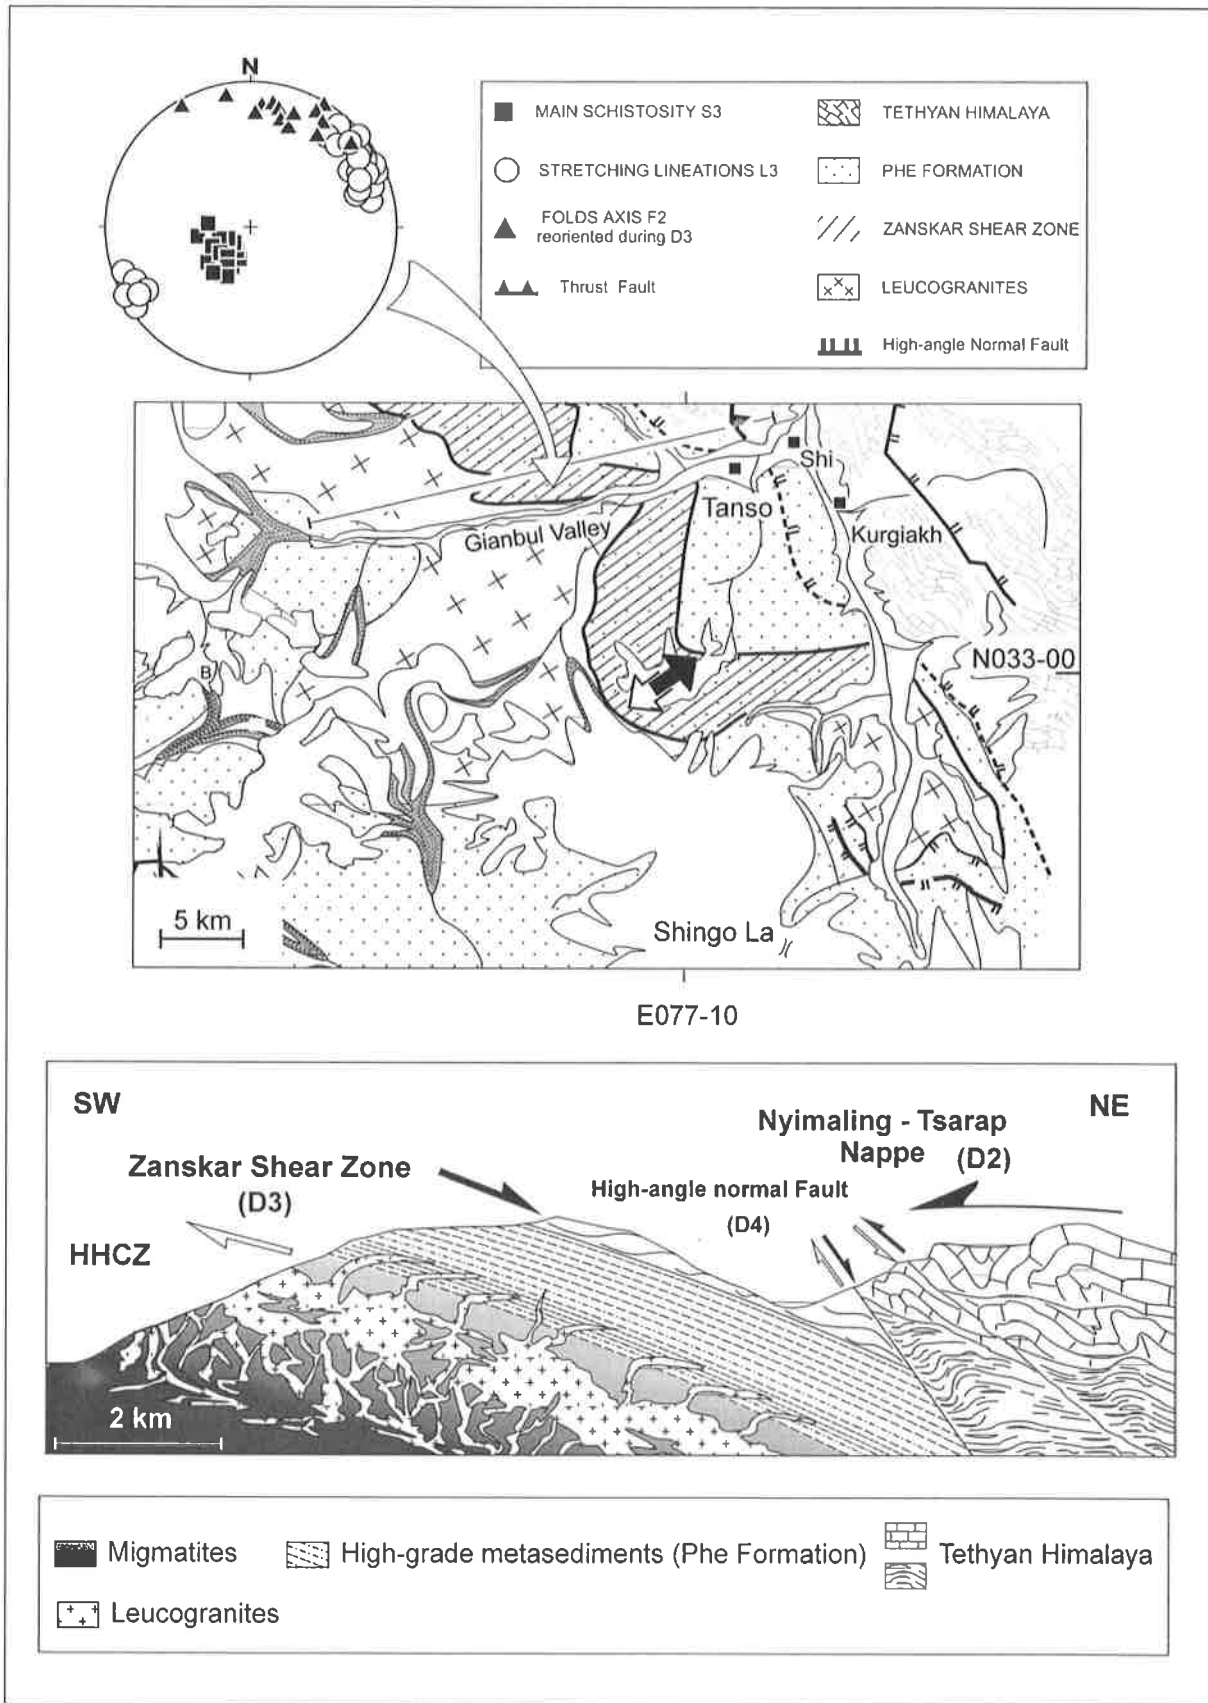 N
MAIN SCHISTOSITY S3
STRETCHING LINEATIONS L3
FOLDS AXIS F2
reoriented during D3
Thrust Fault
TETHYAN HIMALAYA
PHE FORMATION
ZANSKAR SHEAR ZONE
LEUCOGRANITES
High-angle Normal Fault
Shi
Tanso
Gianbul Valley
Kurgiakh
N033-00
B
5 km
Shingo La
E077-10
SW
NE
Nyimaling - Tsarap
Nappe (D2)
Zanskar Shear Zone
(D3)
High-angle normal Fault
(D4)
HHCZ
2 km
Migmatites
High-grade metasediments (Phe Formation)
Tethyan Himalaya
Leucogranites